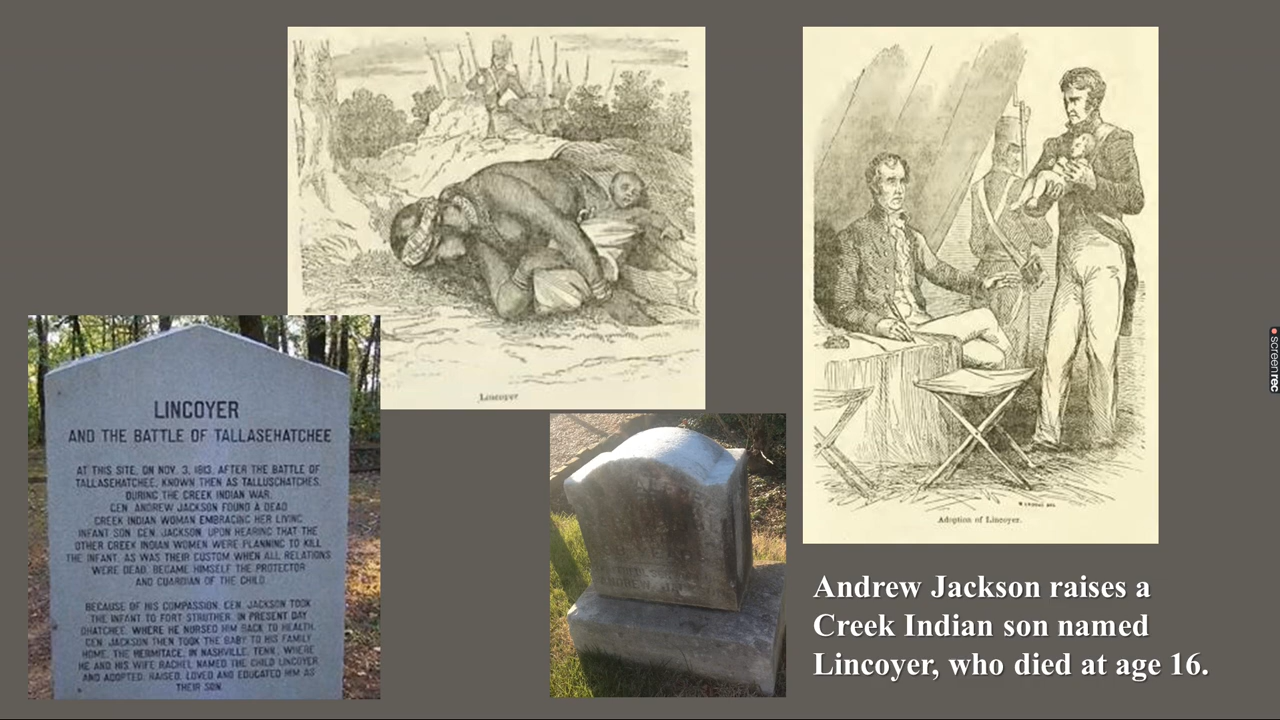 Lincoyer
LINCOYER
AND THE BATTLE OF TALLASEHATCHEE
AT THIS SITE, ON NOV. 3, 1813, AFTER THE BATTLE OF
TALLASEHATCHEE, KNOWN THEN AS TALLUSCHATCHES,
DURING THE CREEK INDIAN WAR,
GEN. ANDREW JACKSON FOUND A DEAD
CREEK INDIAN WOMAN EMBRACING HER LIVING
INFANT SON. GEN. JACKSON, UPON HEARING THAT THE
OTHER CREEK INDIAN WOMEN WERE PLANNING TO KILL
THE INFANT, AS WAS THEIR CUSTOM WHEN ALL RELATIONS
WERE DEAD, BECAME HIMSELF THE PROTECTOR
AND GUARDIAN OF THE CHILD.
BECAUSE OF HIS COMPASSION, GEN. JACKSON TOOK
THE INFANT TO FORT STROTHER, IN PRESENT DAY
OHATCHEE, WHERE HE NURSED HIM BACK TO HEALTH.
GEN. JACKSON THEN TOOK THE BABY TO HIS FAMILY
HOME, THE HERMITAGE, IN NASHVILLE, TENN., WHERE
HE AND HIS WIFE RACHEL NAMED THE CHILD LINCOYER,
AND ADOPTED, RAISED, LOVED AND EDUCATED HIM AS
THEIR SON.
Adoption of Lincoyer.
Andrew Jackson raises a
Creek Indian son named
Lincoyer, who died at age 16.
screenrec